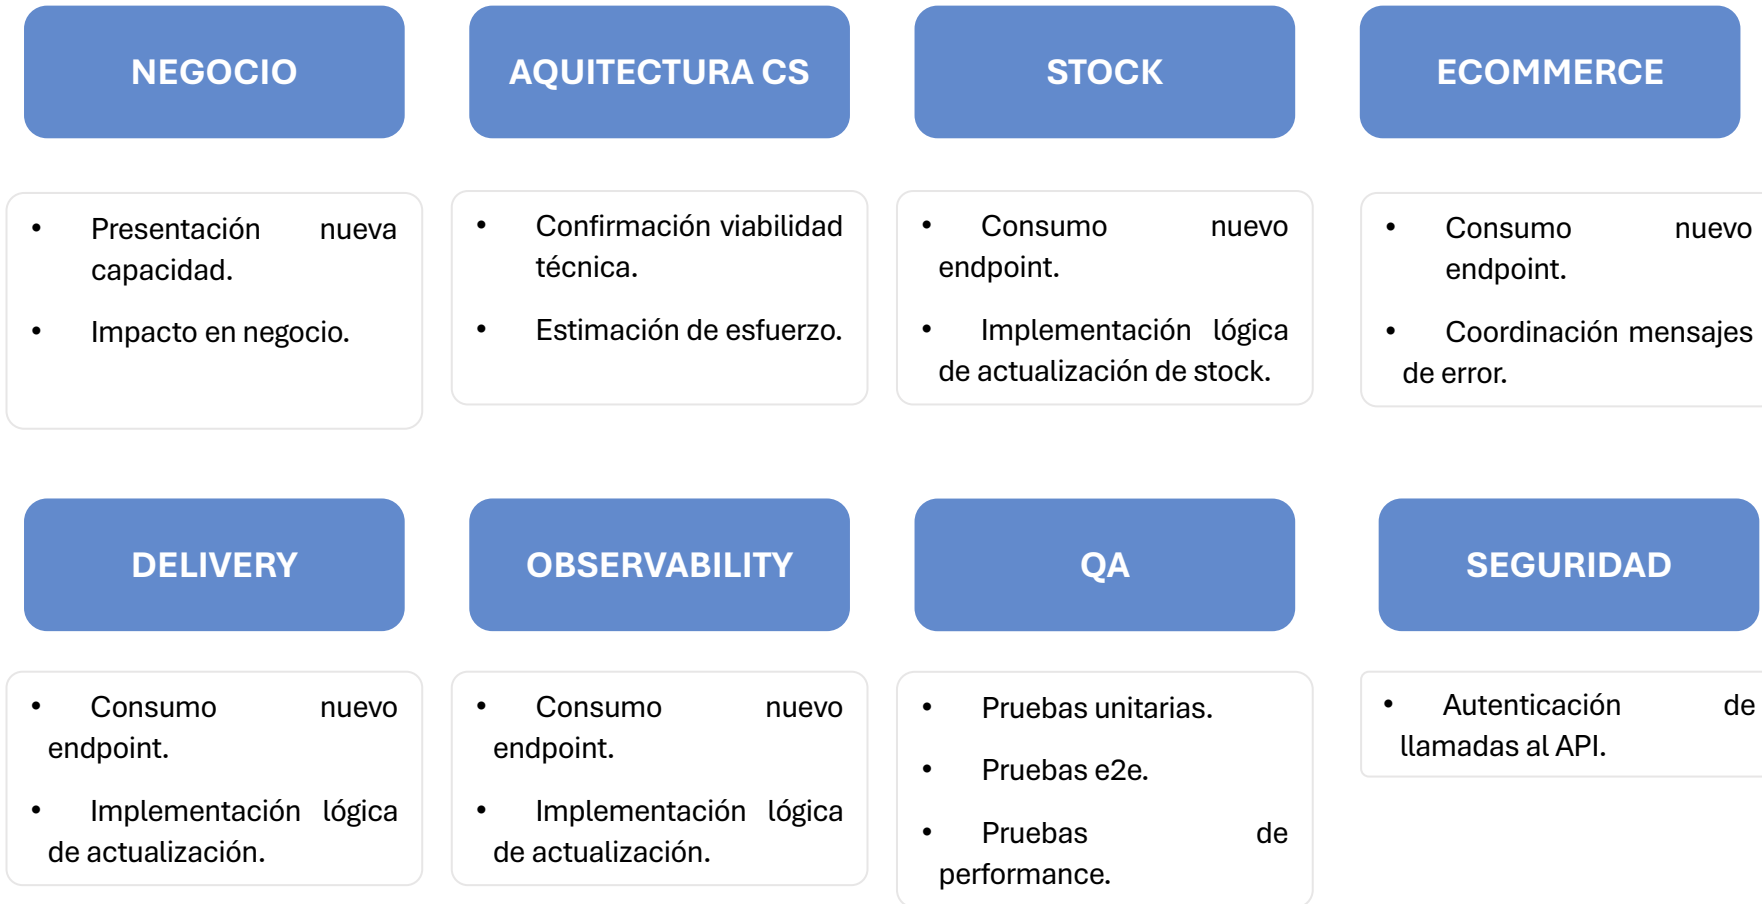 NEGOCIO
AQUITECTURA CS
STOCK
ECOMMERCE
• Presentación nueva
capacidad.
• Impacto en negocio.
• Confirmación viabilidad
técnica.
• Estimación de esfuerzo.
• Consumo nuevo
endpoint.
• Implementación lógica
de actualización de stock.
• Consumo nuevo
endpoint.
• Coordinación mensajes
de error.
DELIVERY
OBSERVABILITY
QA
SEGURIDAD
• Consumo nuevo
endpoint.
• Implementación lógica
de actualización.
• Consumo nuevo
endpoint.
• Implementación lógica
de actualización.
• Pruebas unitarias.
• Pruebas e2e.
• Pruebas de
performance.
• Autenticación de
llamadas al API.